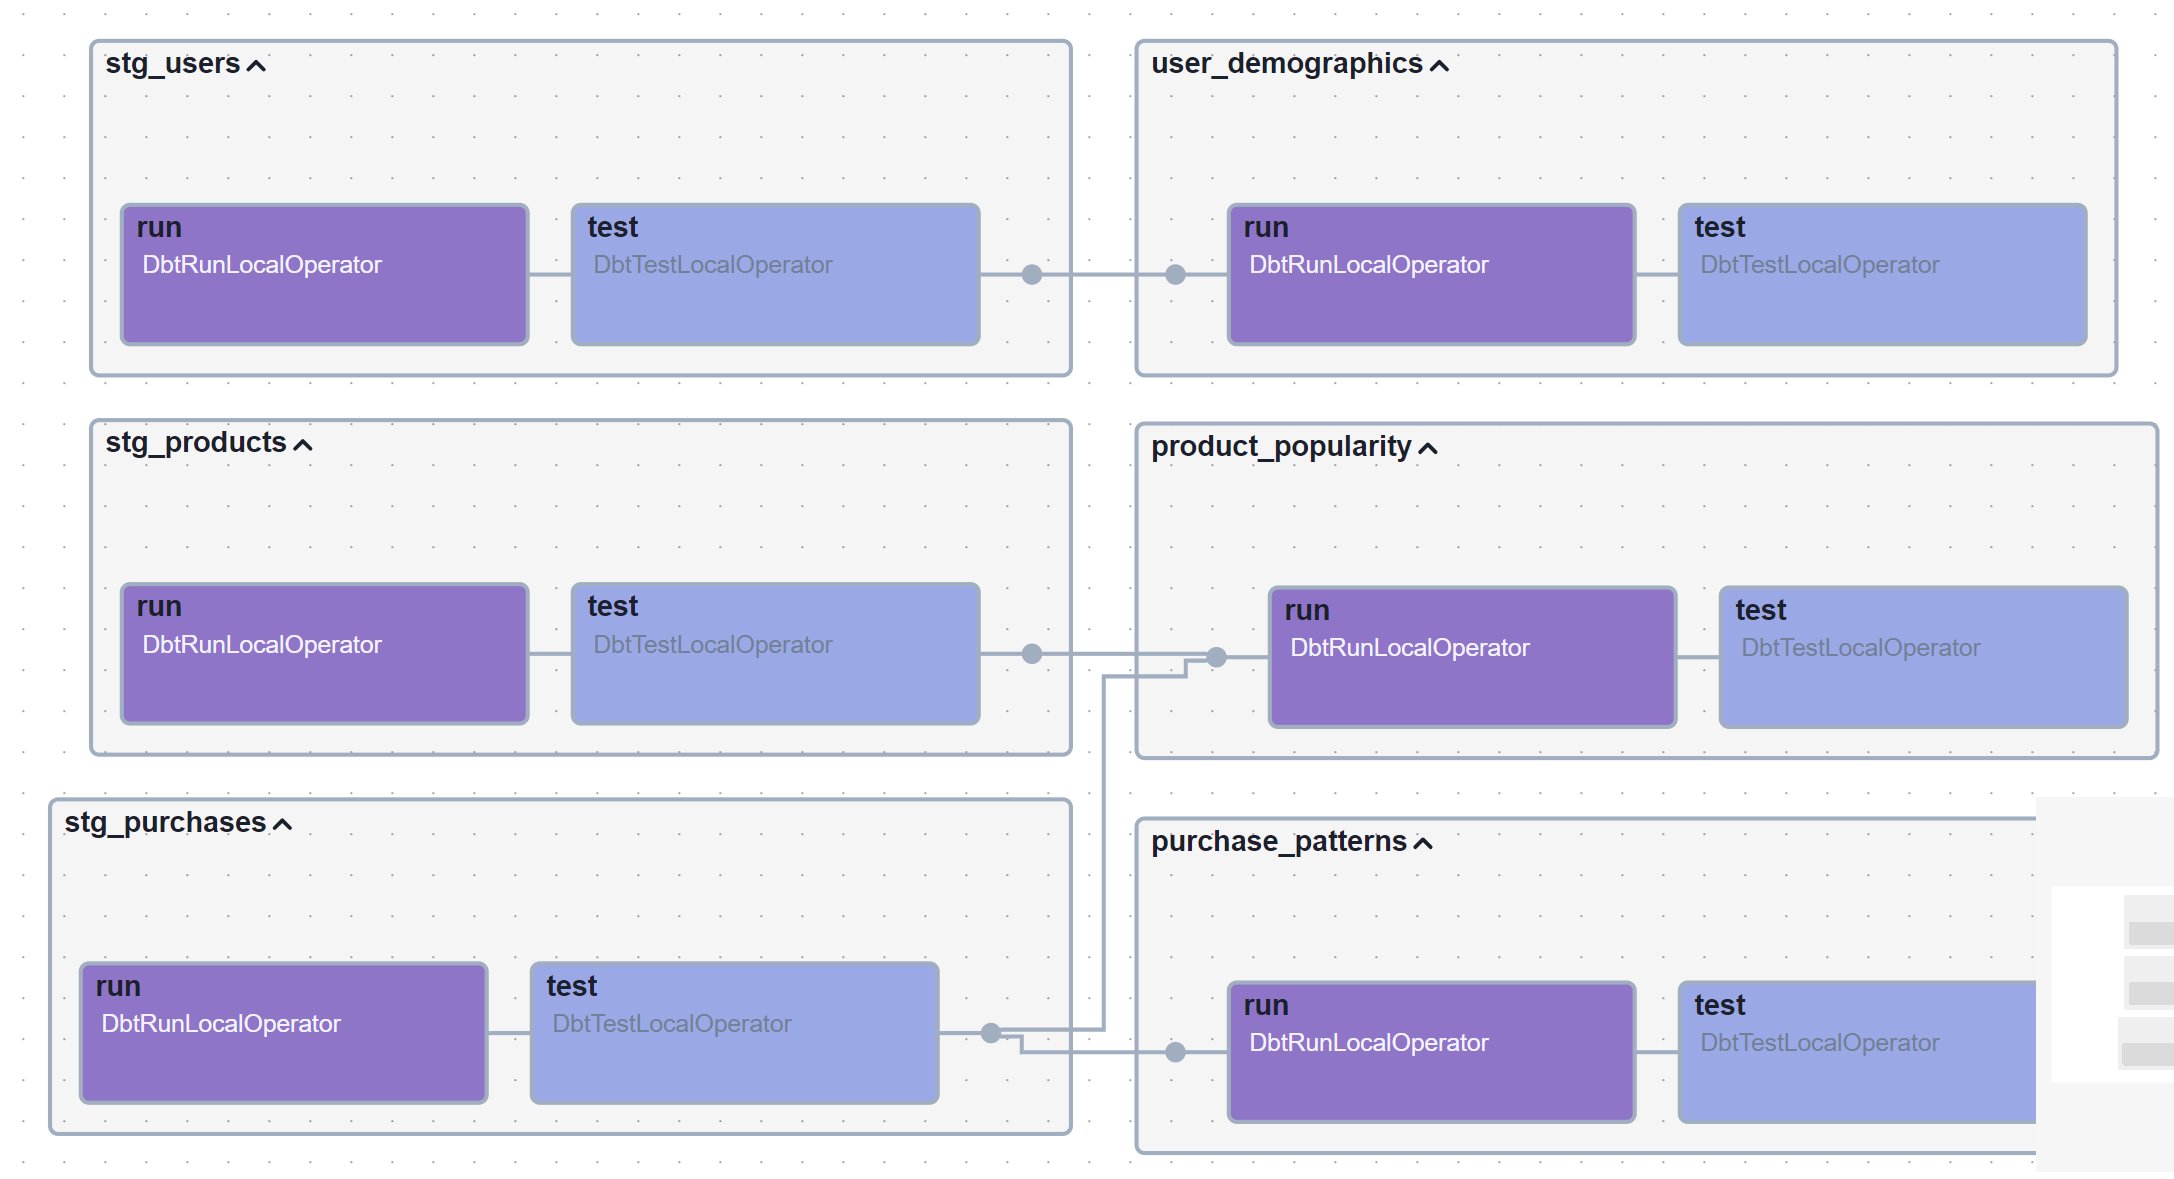 stg_users
run
DbtRunLocalOperator
test
DbtTestLocalOperator
user_demographics
run
DbtRunLocalOperator
test
DbtTestLocalOperator
stg_products
run
DbtRunLocalOperator
test
DbtTestLocalOperator
product_popularity
run
DbtRunLocalOperator
test
DbtTestLocalOperator
stg_purchases
run
DbtRunLocalOperator
test
DbtTestLocalOperator
purchase_patterns
run
DbtRunLocalOperator
test
DbtTestLocalOperator